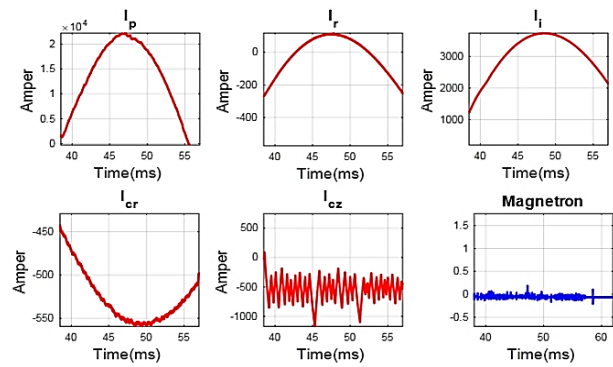 I_p
I_r
I_i
× 10^4
2
1.5
1
0.5
0
Amper
40
45
50
55
Time(ms)
0
-200
-400
Amper
40
45
50
55
Time(ms)
3000
2000
1000
Amper
40
45
50
55
Time(ms)
I_cr
I_cz
Magnetron
-450
-500
-550
Amper
40
45
50
55
Time(ms)
500
0
-500
-1000
Amper
40
45
50
55
Time(ms)
1.5
1
0.5
0
-0.5
40
50
60
Time(ms)